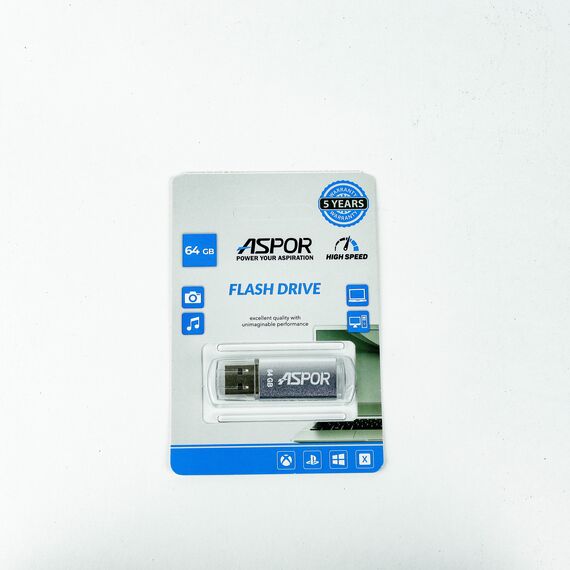 WARRANTY
5 YEARS
WARRANTY
64 GB
ASPOR
POWER YOUR ASPIRATION
HIGH SPEED
FLASH DRIVE
excellent quality with
unimaginable performance
64 GB
ASPOR
X